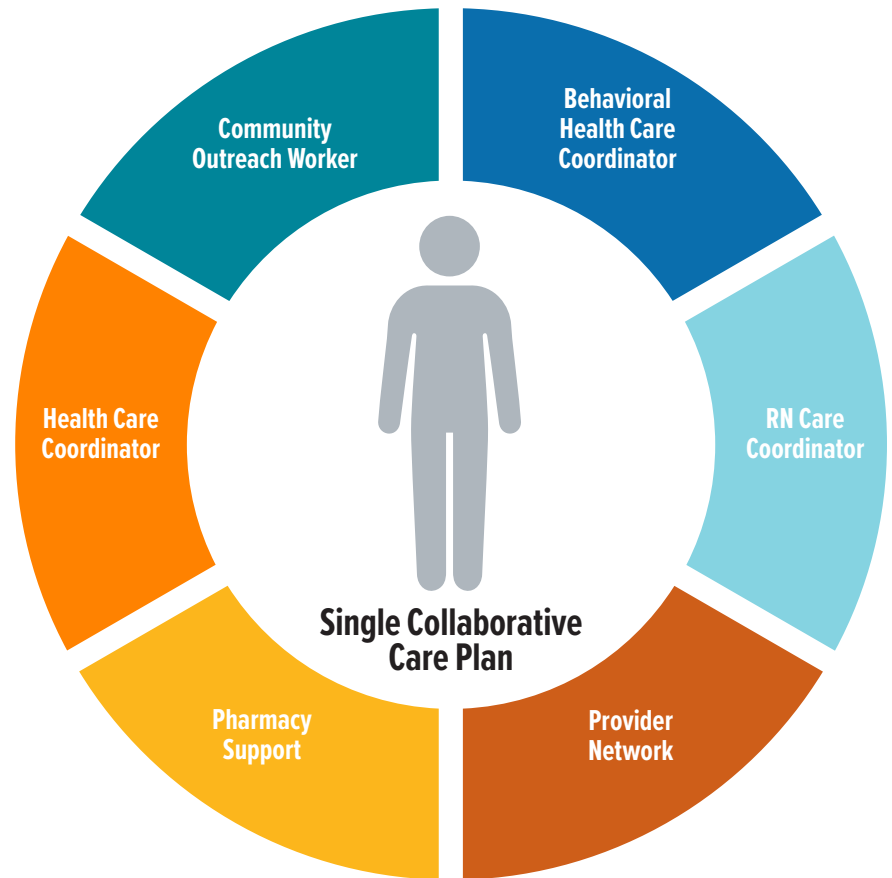 Community
Outreach Worker
Behavioral
Health Care
Coordinator
Health Care
Coordinator
RN Care
Coordinator
Single Collaborative
Care Plan
Pharmacy
Support
Provider
Network